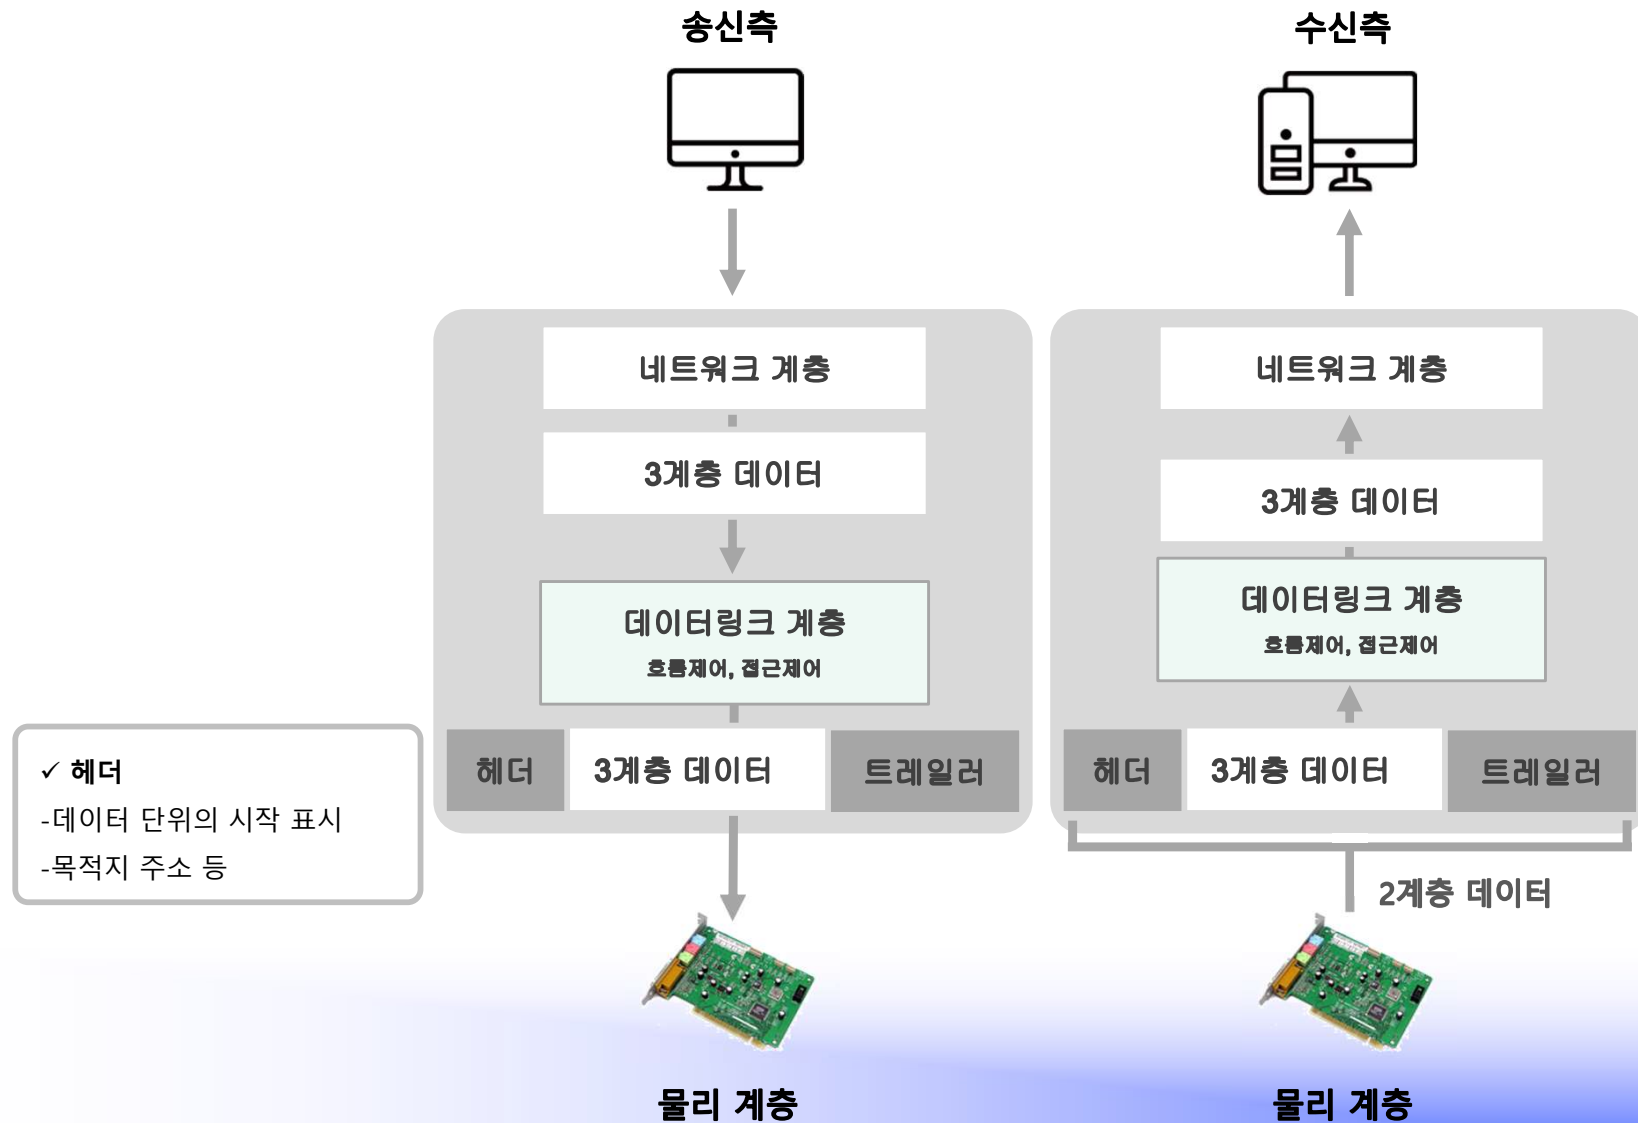 송신측
수신측
네트워크 계층
3계층 데이터
데이터링크 계층
흐름제어, 접근제어
헤더
3계층 데이터
트레일러
네트워크 계층
3계층 데이터
데이터링크 계층
흐름제어, 접근제어
헤더
3계층 데이터
트레일러
✓ 헤더
-데이터 단위의 시작 표시
-목적지 주소 등
2계층 데이터
물리 계층
물리 계층